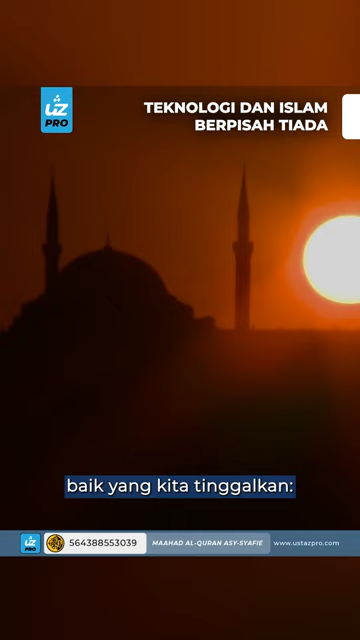 UZ
PRO
TEKNOLOGI DAN ISLAM
BERPISAH TIADA
baik yang kita tinggalkan:
UZ
PRO
564388553039
MAAHAD AL-QURAN ASY-SYAFIE
www.ustazpro.com